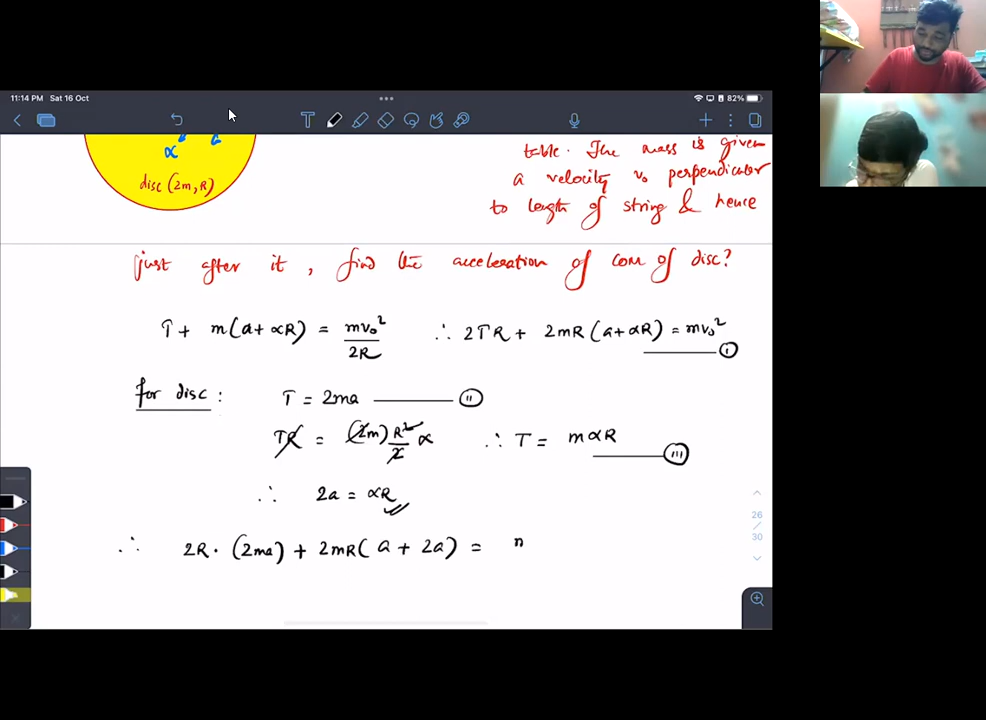 11:14 PM Sat 16 Oct
82%
α a
disc (2m, R)
table. The mass is given
a velocity v₀ perpendicular
to length of string & hence
just after it, find the acceleration of com of disc?
T + m(a+αR) = mv₀²/2R ∴ 2TR + 2mR(a+αR) = mv₀² ——— (I)
for disc: T = 2ma ——— (II)
TR = (2m) R²/2 α ∴ T = mαR ——— (III)
∴ 2a = αR
∴ 2R · (2ma) + 2mR(a + 2a) = n
26
/
30